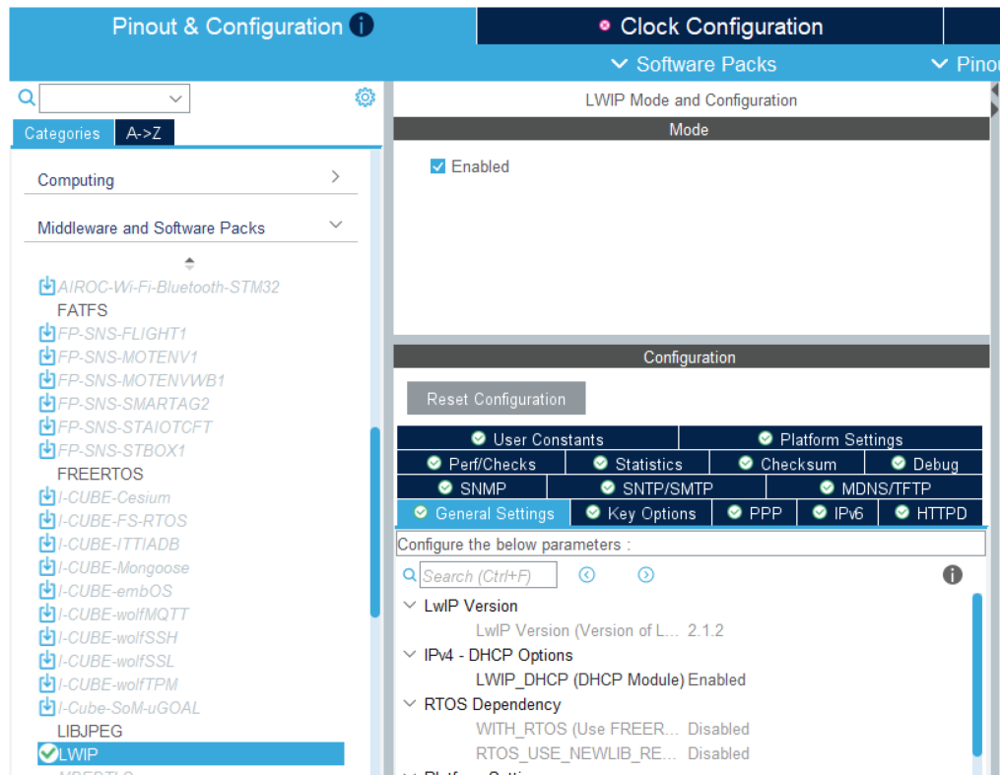 Pinout & Configuration
Clock Configuration
Software Packs
Pinou
LWIP Mode and Configuration
Mode
Categories
A->Z
Enabled
Computing
Middleware and Software Packs
AIROC-Wi-Fi-Bluetooth-STM32
FATFS
FP-SNS-FLIGHT1
FP-SNS-MOTENV1
FP-SNS-MOTENVWB1
FP-SNS-SMARTAG2
FP-SNS-STAIOTCFT
FP-SNS-STBOX1
FREERTOS
I-CUBE-Cesium
I-CUBE-FS-RTOS
I-CUBE-ITTIADB
I-CUBE-Mongoose
I-CUBE-embOS
I-CUBE-wolfMQTT
I-CUBE-wolfSSH
I-CUBE-wolfSSL
I-CUBE-wolfTPM
I-Cube-SoM-uGOAL
LIBJPEG
LWIP
Configuration
Reset Configuration
User Constants
Platform Settings
Perf/Checks
Statistics
Checksum
Debug
SNMP
SNTP/SMTP
MDNS/TFTP
General Settings
Key Options
PPP
IPv6
HTTPD
Configure the below parameters :
Search (Ctrl+F)
LwIP Version
LwIP Version (Version of L... 2.1.2
IPv4 - DHCP Options
LWIP_DHCP (DHCP Module) Enabled
RTOS Dependency
WITH_RTOS (Use FREER... Disabled
RTOS_USE_NEWLIB_RE... Disabled